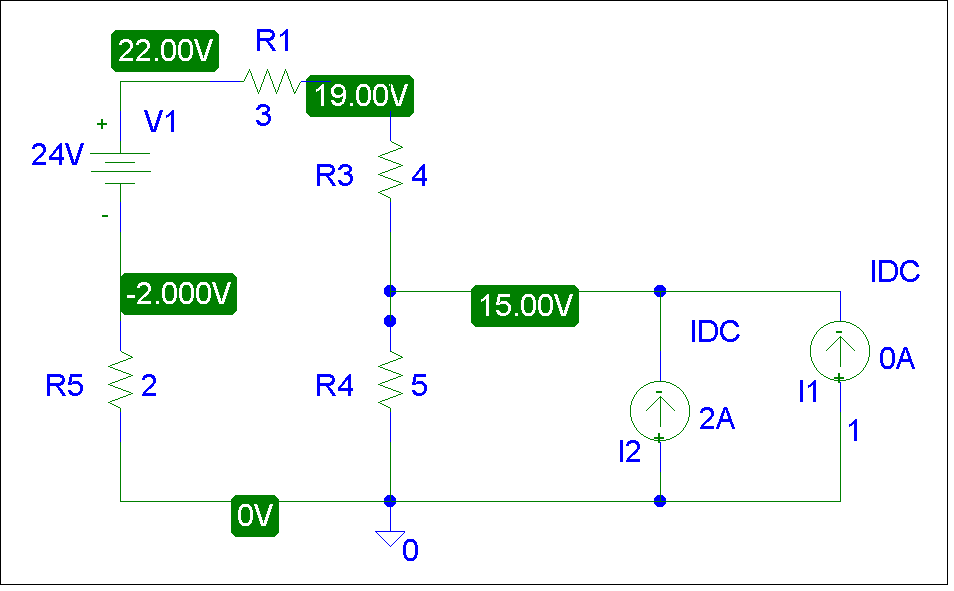 R1
22.00V
19.00V
3
+
V1
24V
R3
4
-
IDC
-2.000V
15.00V
IDC
-
0A
R5
2
R4
5
+
I1
-
2A
1
+
I2
0V
0